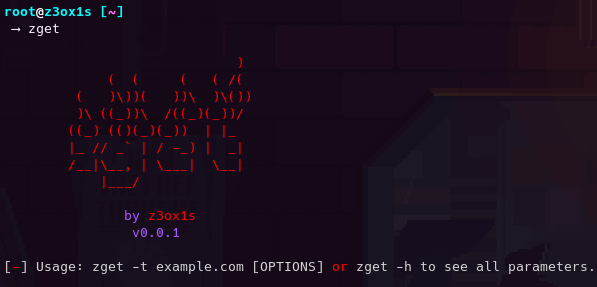 root@z3ox1s [~]
→ zget
                             )
             (  (     (   ( /(
         (   )\))(   ))\  )\())
         )\ ((_))\  /((_)(_))/
        ((_) (()(_)(_))  | |_
        |_ // _` | / -_) |  _|
        /__|\__, | \___|  \__|
            |___/
by z3ox1s
v0.0.1
[-] Usage: zget -t example.com [OPTIONS] or zget -h to see all parameters.